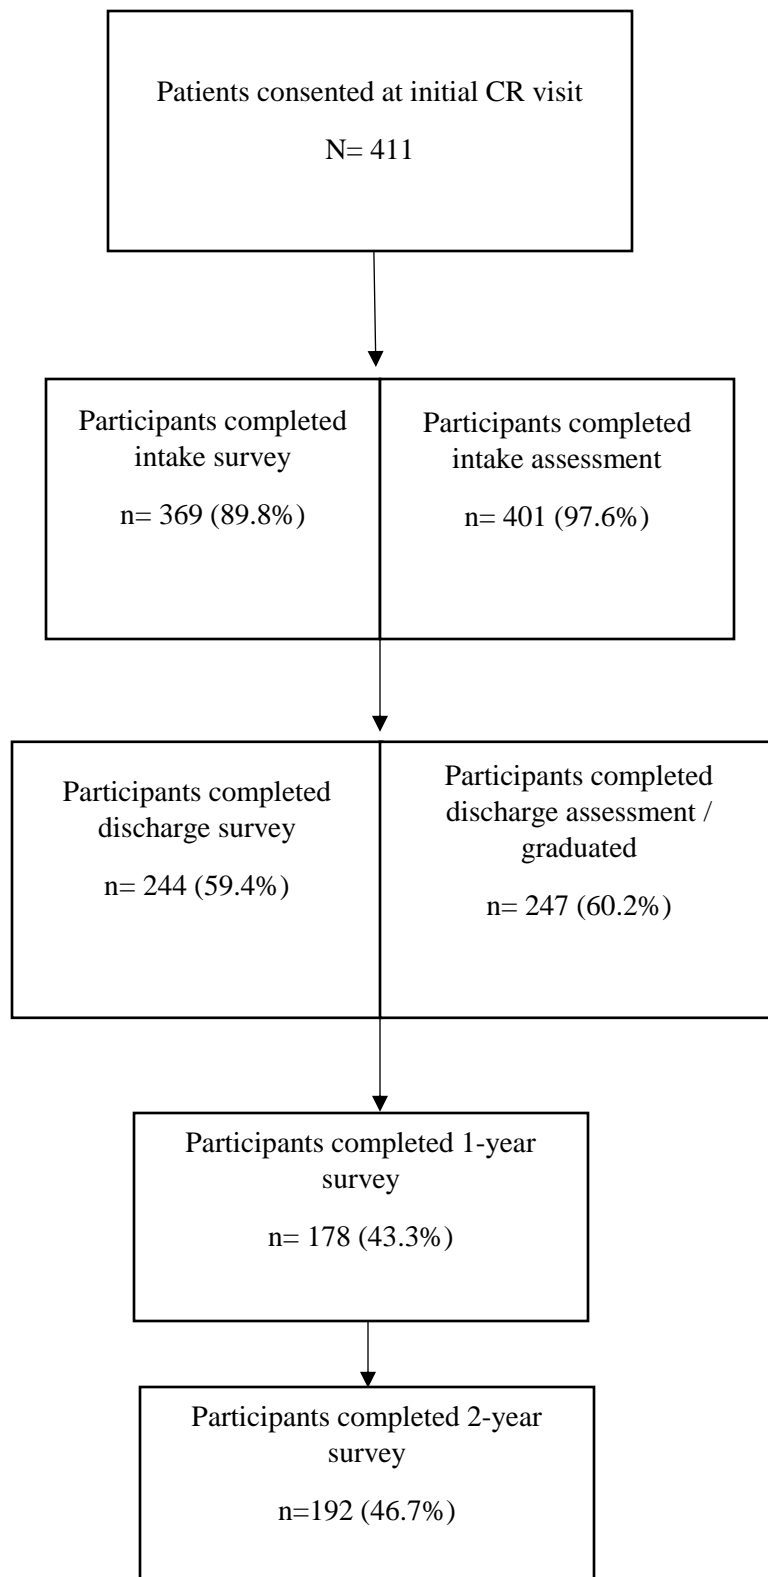 Patients consented at initial CR visit
N= 411
Participants completed
intake survey
n= 369 (89.8%)
Participants completed
intake assessment
n= 401 (97.6%)
Participants completed
discharge survey
n= 244 (59.4%)
Participants completed
discharge assessment /
graduated
n= 247 (60.2%)
Participants completed 1-year
survey
n= 178 (43.3%)
Participants completed 2-year
survey
n=192 (46.7%)